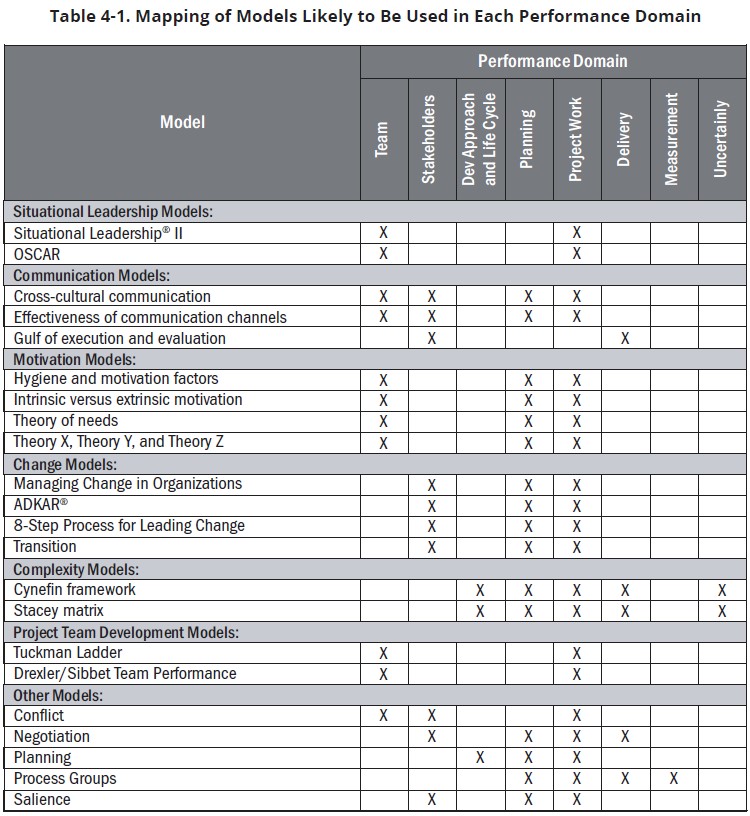 Table 4-1. Mapping of Models Likely to Be Used in Each Performance Domain
Model
Performance Domain
Team
Stakeholders
Dev Approach
and Life Cycle
Planning
Project Work
Delivery
Measurement
Uncertainly
Situational Leadership Models:
Situational Leadership® II X X
OSCAR X X
Communication Models:
Cross-cultural communication X X X X
Effectiveness of communication channels X X X X
Gulf of execution and evaluation X X
Motivation Models:
Hygiene and motivation factors X X X
Intrinsic versus extrinsic motivation X X X
Theory of needs X X X
Theory X, Theory Y, and Theory Z X X X
Change Models:
Managing Change in Organizations X X X
ADKAR® X X X
8-Step Process for Leading Change X X X
Transition X X X
Complexity Models:
Cynefin framework X X X X X
Stacey matrix X X X X X
Project Team Development Models:
Tuckman Ladder X X
Drexler/Sibbet Team Performance X X
Other Models:
Conflict X X X
Negotiation X X X X
Planning X X X
Process Groups X X X X
Salience X X X